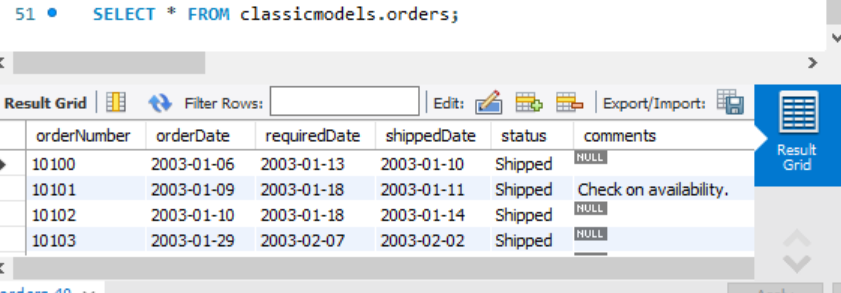 51 SELECT * FROM classicmodels.orders;
Result Grid Filter Rows: Edit: Export/Import:
orderNumber orderDate requiredDate shippedDate status comments
10100 2003-01-06 2003-01-13 2003-01-10 Shipped NULL
10101 2003-01-09 2003-01-18 2003-01-11 Shipped Check on availability.
10102 2003-01-10 2003-01-18 2003-01-14 Shipped NULL
10103 2003-01-29 2003-02-07 2003-02-02 Shipped NULL
Result
Grid